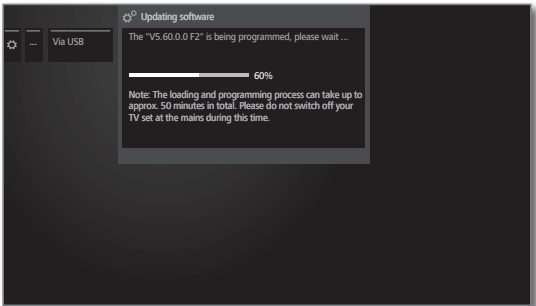 Updating software
... Via USB
The "V5.60.0.0 F2" is being programmed, please wait ...
60%
Note: The loading and programming process can take up to
approx. 50 minutes in total. Please do not switch off your
TV set at the mains during this time.